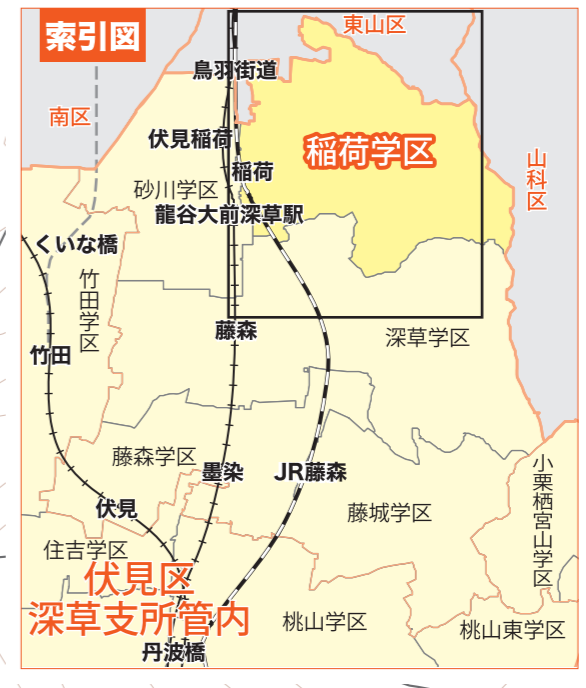 索引図
東山区
鳥羽街道
南区
伏見稲荷
稲荷学区
稲荷
山科区
砂川学区
龍谷大前深草駅
くいな橋
竹田学区
藤森
深草学区
竹田
藤森学区
墨染
JR藤森
小栗栖宮山学区
伏見
藤城学区
住吉学区
伏見区
深草支所管内
桃山学区
桃山東学区
丹波橋